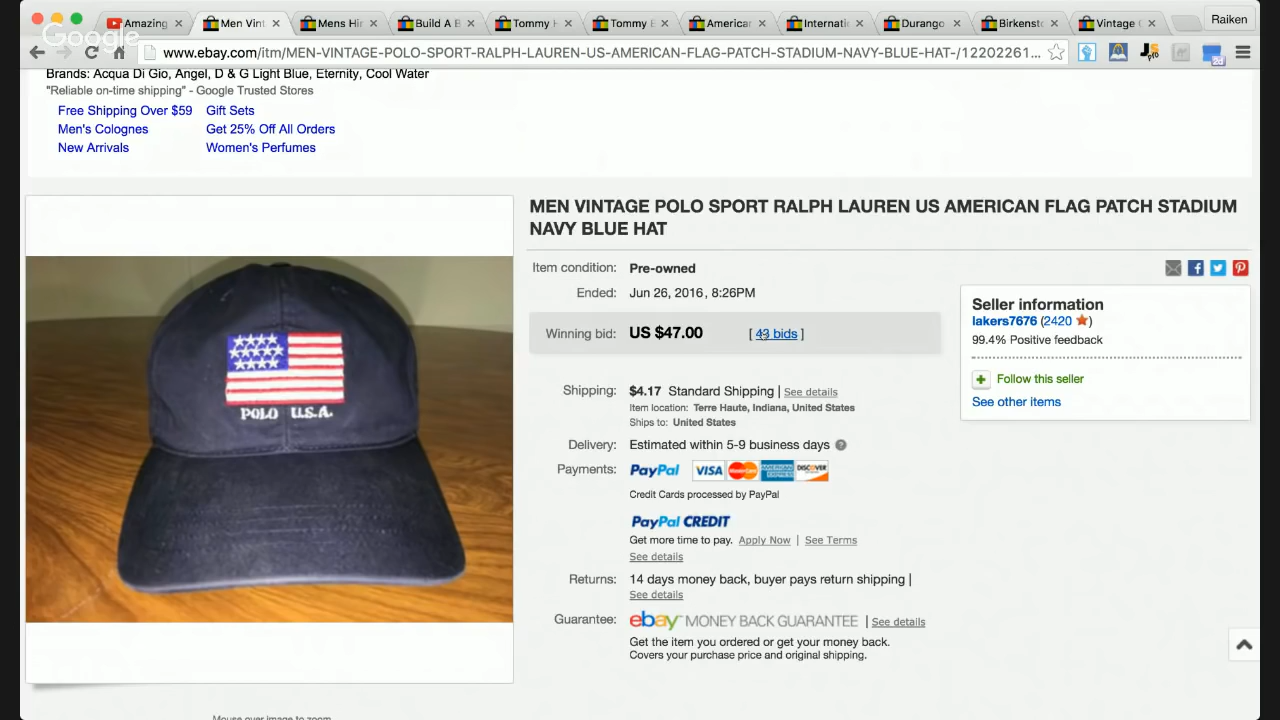 Amazing
Men Vint
Mens Hi
Build A B
Tommy H
Tommy
American
Internati
Durango
Birkensto
Vintage
Raiken
Google
www.ebay.com/itm/MEN-VINTAGE-POLO-SPORT-RALPH-LAUREN-US-AMERICAN-FLAG-PATCH-STADIUM-NAVY-BLUE-HAT-/12202261...
Brands: Acqua Di Gio, Angel, D & G Light Blue, Eternity, Cool Water
"Reliable on-time shipping" - Google Trusted Stores
Free Shipping Over $59 Gift Sets
Men's Colognes Get 25% Off All Orders
New Arrivals Women's Perfumes
MEN VINTAGE POLO SPORT RALPH LAUREN US AMERICAN FLAG PATCH STADIUM
NAVY BLUE HAT
Item condition: Pre-owned
Ended: Jun 26, 2016 , 8:26PM
Winning bid: US $47.00 [ 43 bids ]
Shipping: $4.17 Standard Shipping | See details
Item location: Terre Haute, Indiana, United States
Ships to: United States
Delivery: Estimated within 5-9 business days ?
Payments: PayPal VISA MasterCard AMERICAN EXPRESS DISCOVER
Credit Cards processed by PayPal
PayPal CREDIT
Get more time to pay. Apply Now | See Terms
See details
Returns: 14 days money back, buyer pays return shipping |
See details
Guarantee: ebay MONEY BACK GUARANTEE | See details
Get the item you ordered or get your money back.
Covers your purchase price and original shipping.
Seller information
lakers7676 (2420 )
99.4% Positive feedback
Follow this seller
See other items
POLO U.S.A.
Mouse over image to zoom